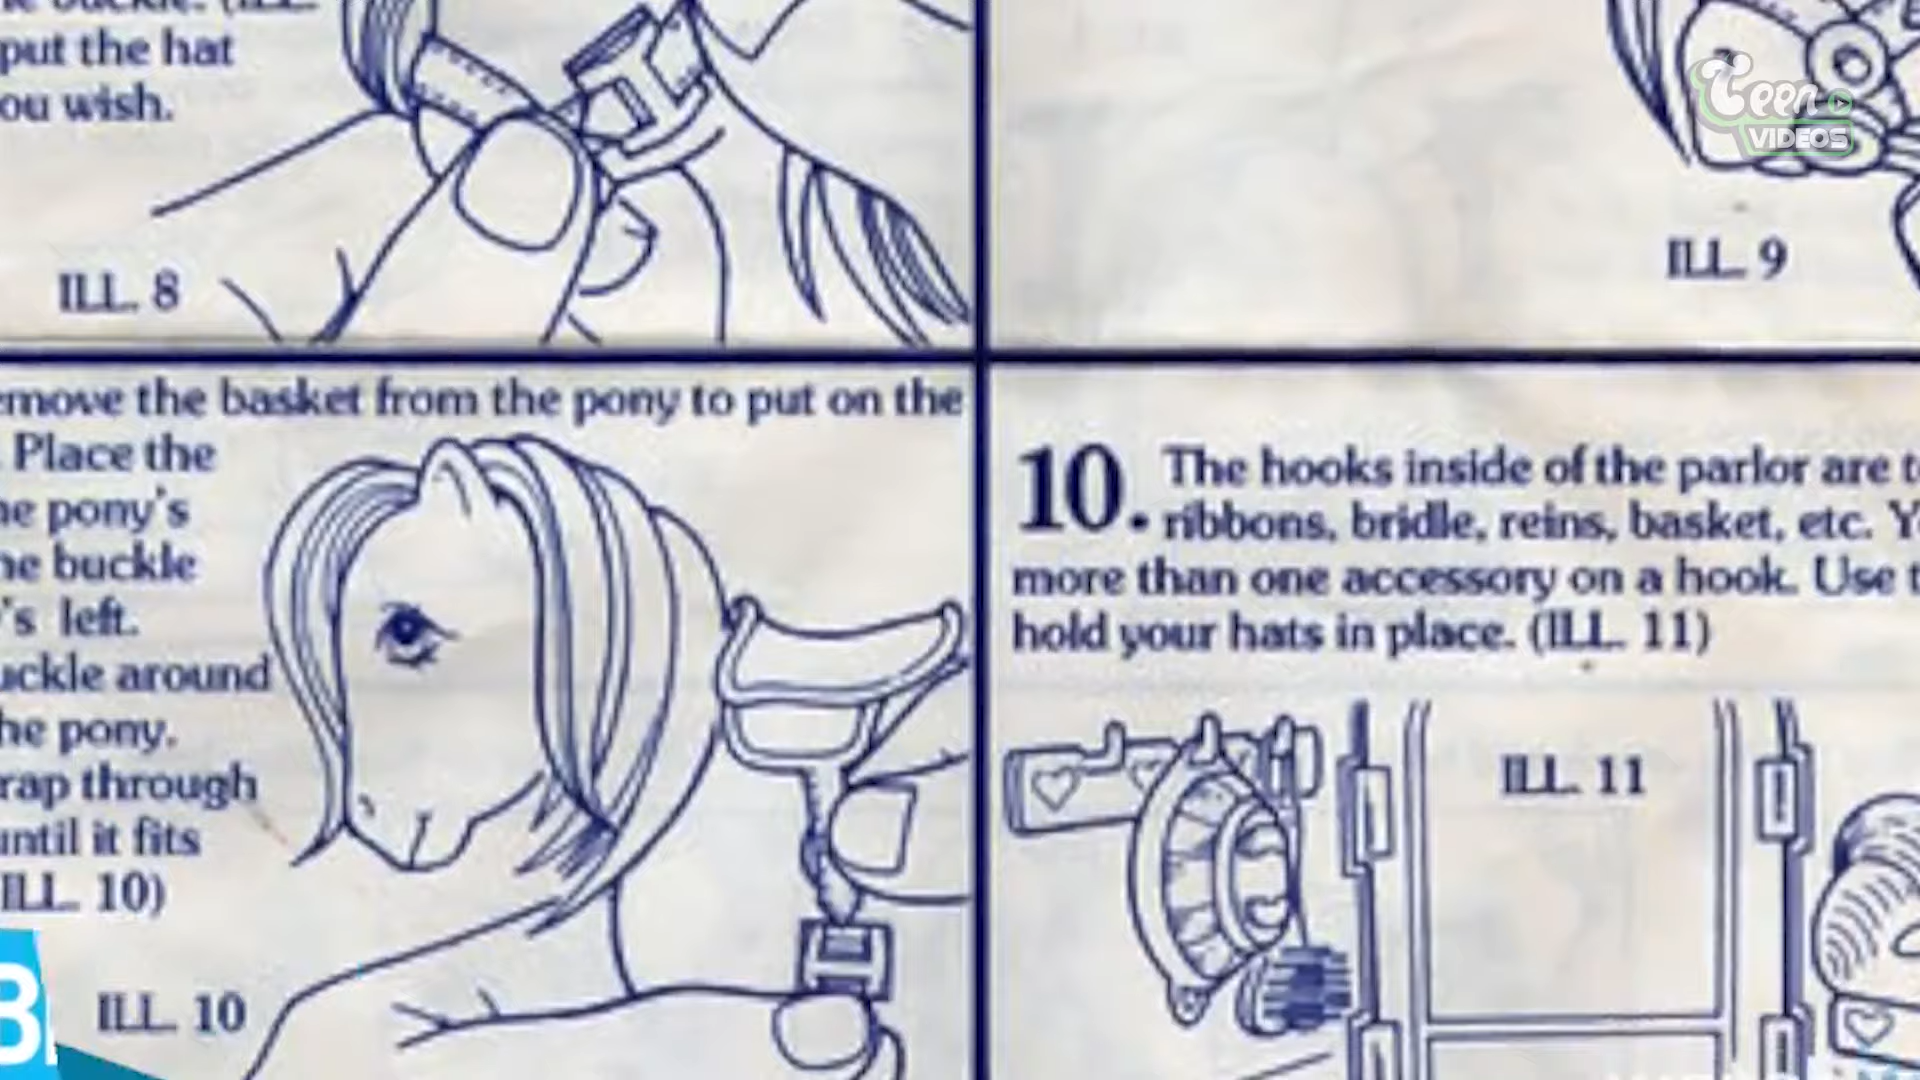 put the hat
ou wish.
ILL. 8
ILL. 9
Teen
VIDEOS
move the basket from the pony to put on the
. Place the
e pony's
e buckle
's left.
uckle around
he pony.
rap through
until it fits
ILL. 10)
ILL. 10
10. The hooks inside of the parlor are t
ribbons, bridle, reins, basket, etc. Y
more than one accessory on a hook. Use t
hold your hats in place. (ILL. 11)
ILL. 11
B